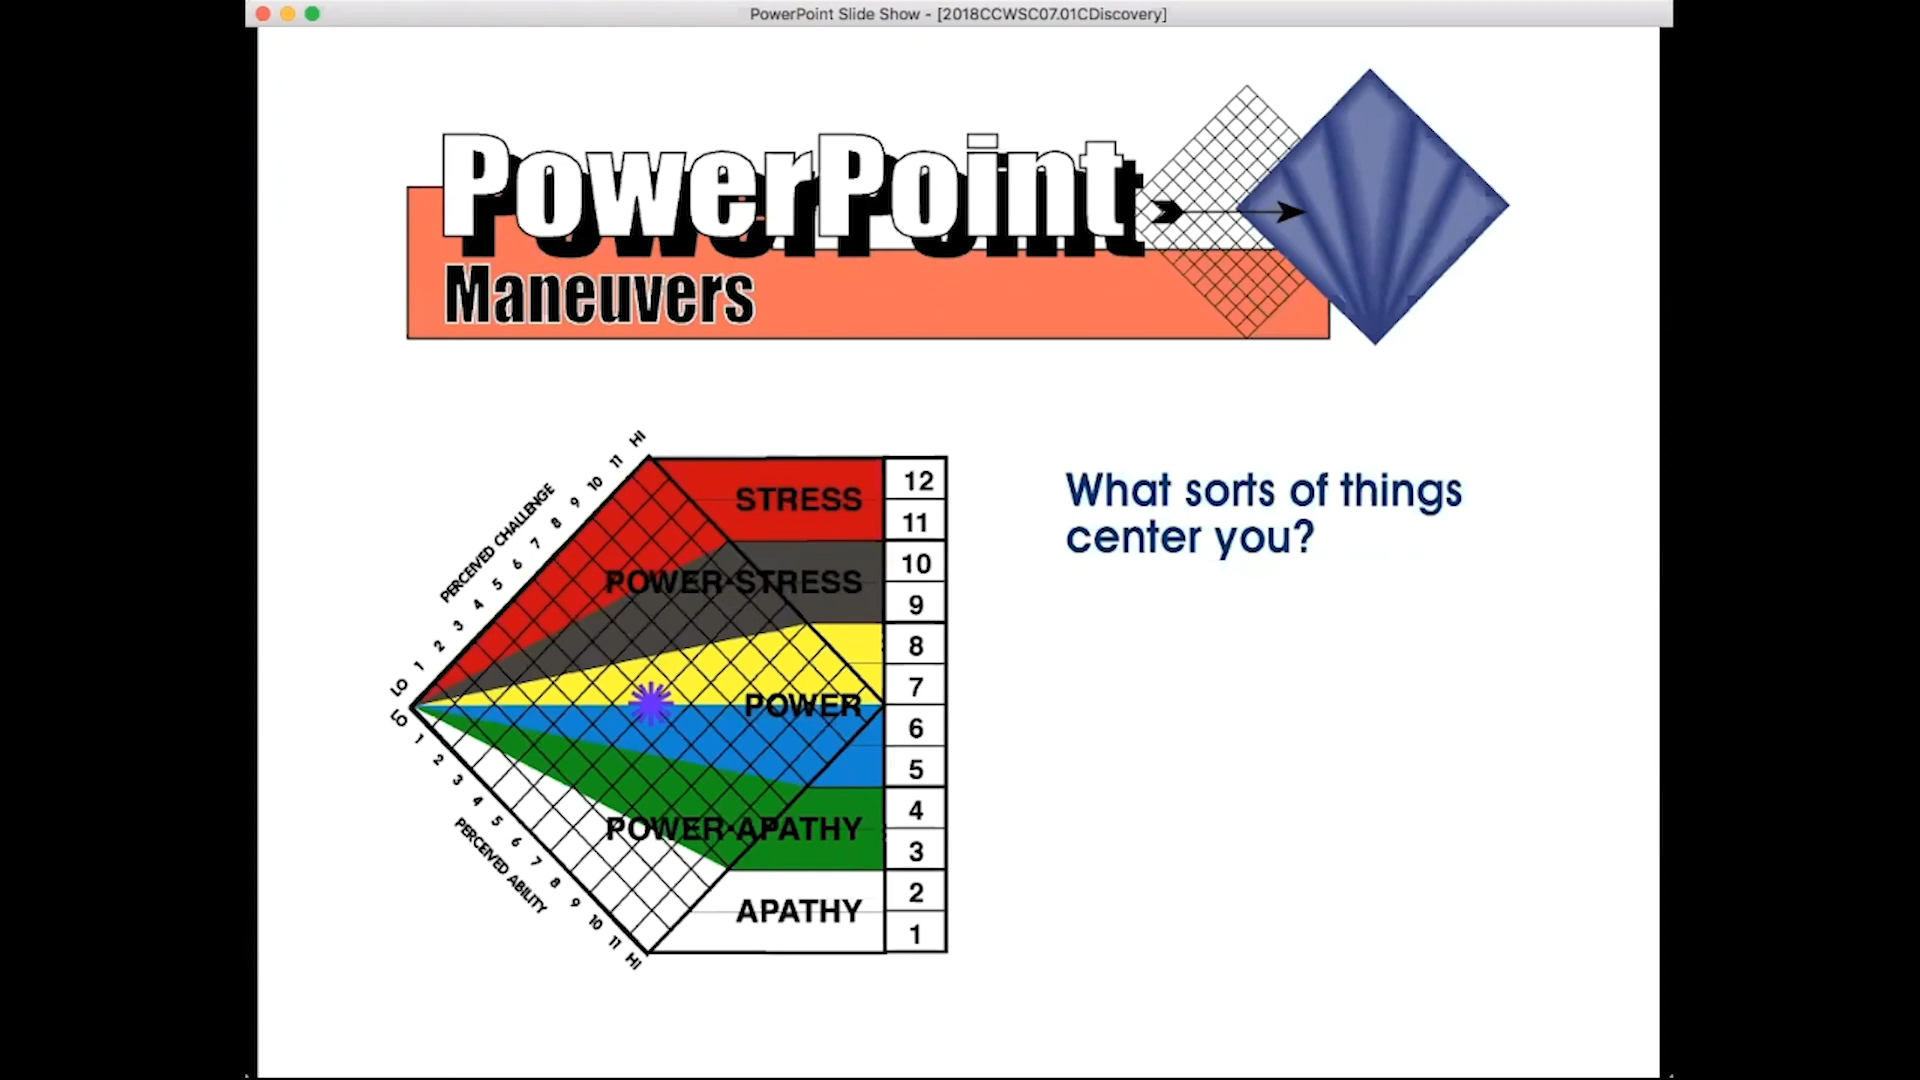 PowerPoint Slide Show - [2018CCWSC07.01CDiscovery]
PowerPoint
Maneuvers
PERCEIVED CHALLENGE
LO 1 2 3 4 5 6 7 8 9 10 11 HI
PERCEIVED ABILITY
LO 1 2 3 4 5 6 7 8 9 10 11 HI
STRESS
POWER-STRESS
POWER
POWER-APATHY
APATHY
12
11
10
9
8
7
6
5
4
3
2
1
What sorts of things
center you?